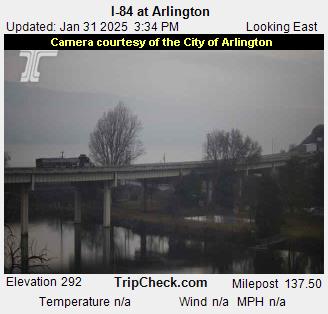 I-84 at Arlington
Updated: Jan 31 2025 3:34 PM Looking East
Camera courtesy of the City of Arlington
Elevation 292 TripCheck.com Milepost 137.50
Temperature n/a Wind n/a MPH n/a